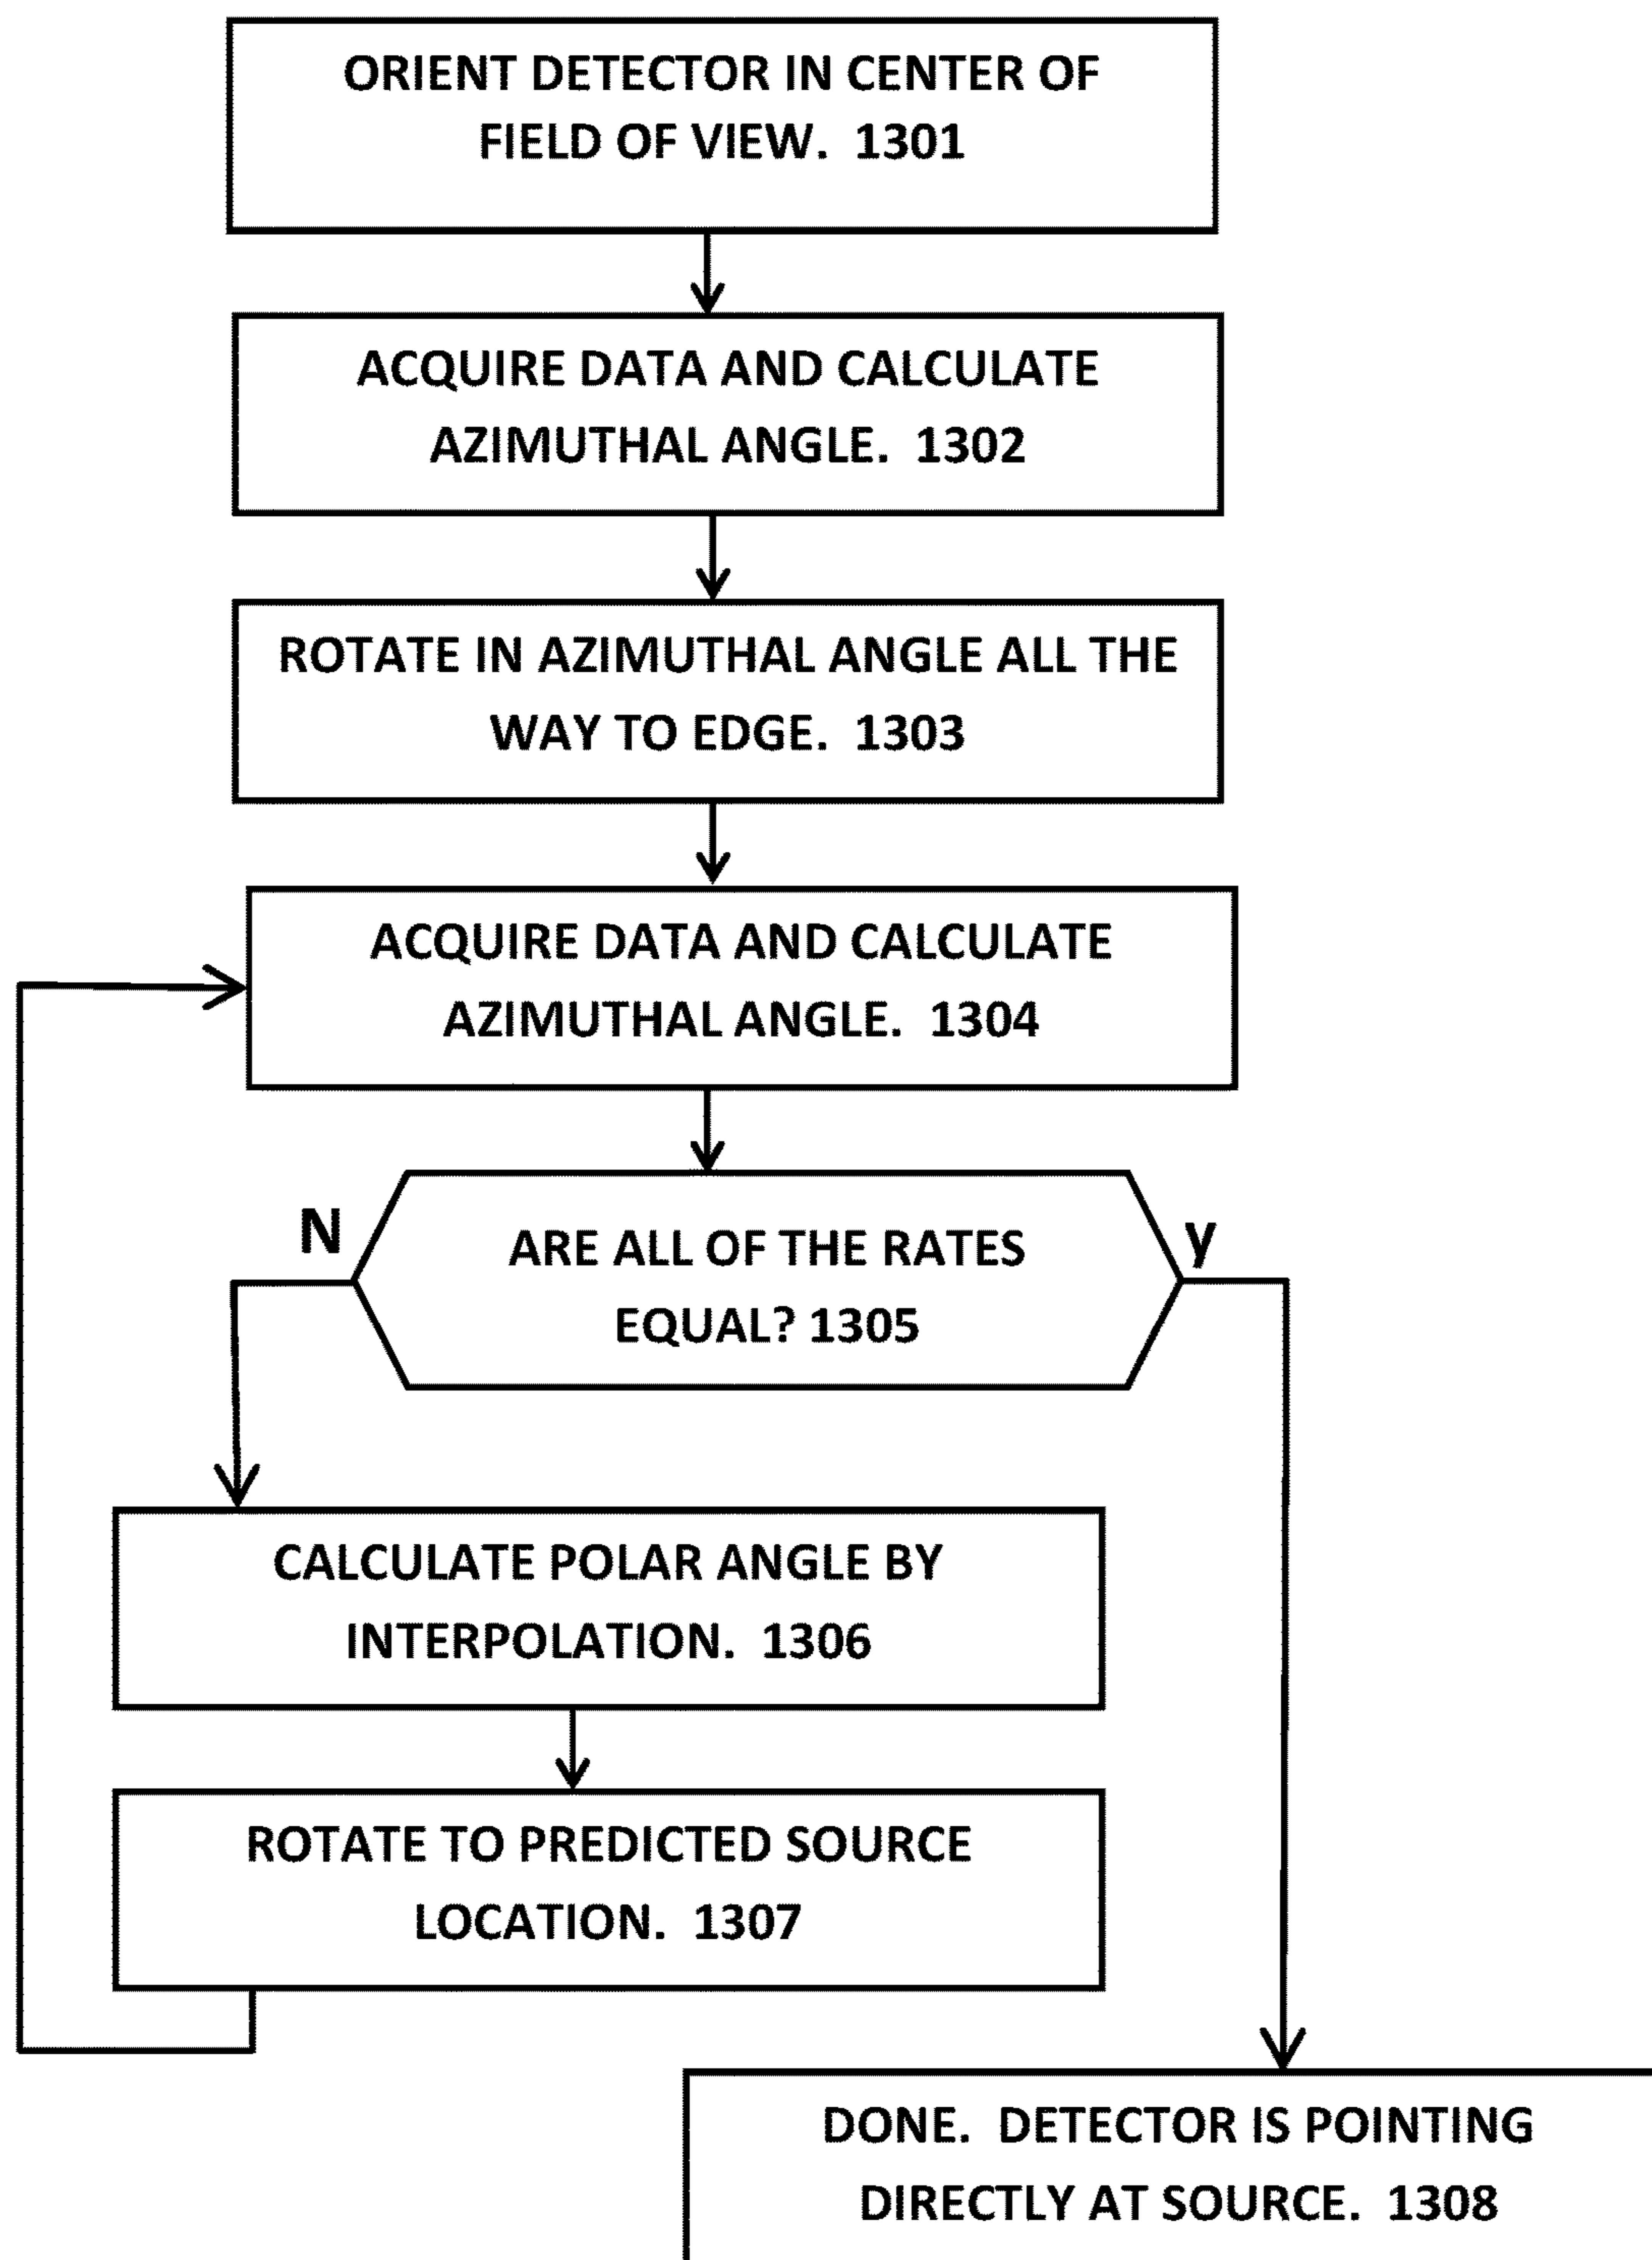 ORIENT DETECTOR IN CENTER OF
FIELD OF VIEW. 1301
ACQUIRE DATA AND CALCULATE
AZIMUTHAL ANGLE. 1302
ROTATE IN AZIMUTHAL ANGLE ALL THE
WAY TO EDGE. 1303
ACQUIRE DATA AND CALCULATE
AZIMUTHAL ANGLE. 1304
N
y
ARE ALL OF THE RATES
EQUAL? 1305
CALCULATE POLAR ANGLE BY
INTERPOLATION. 1306
ROTATE TO PREDICTED SOURCE
LOCATION. 1307
DONE. DETECTOR IS POINTING
DIRECTLY AT SOURCE. 1308